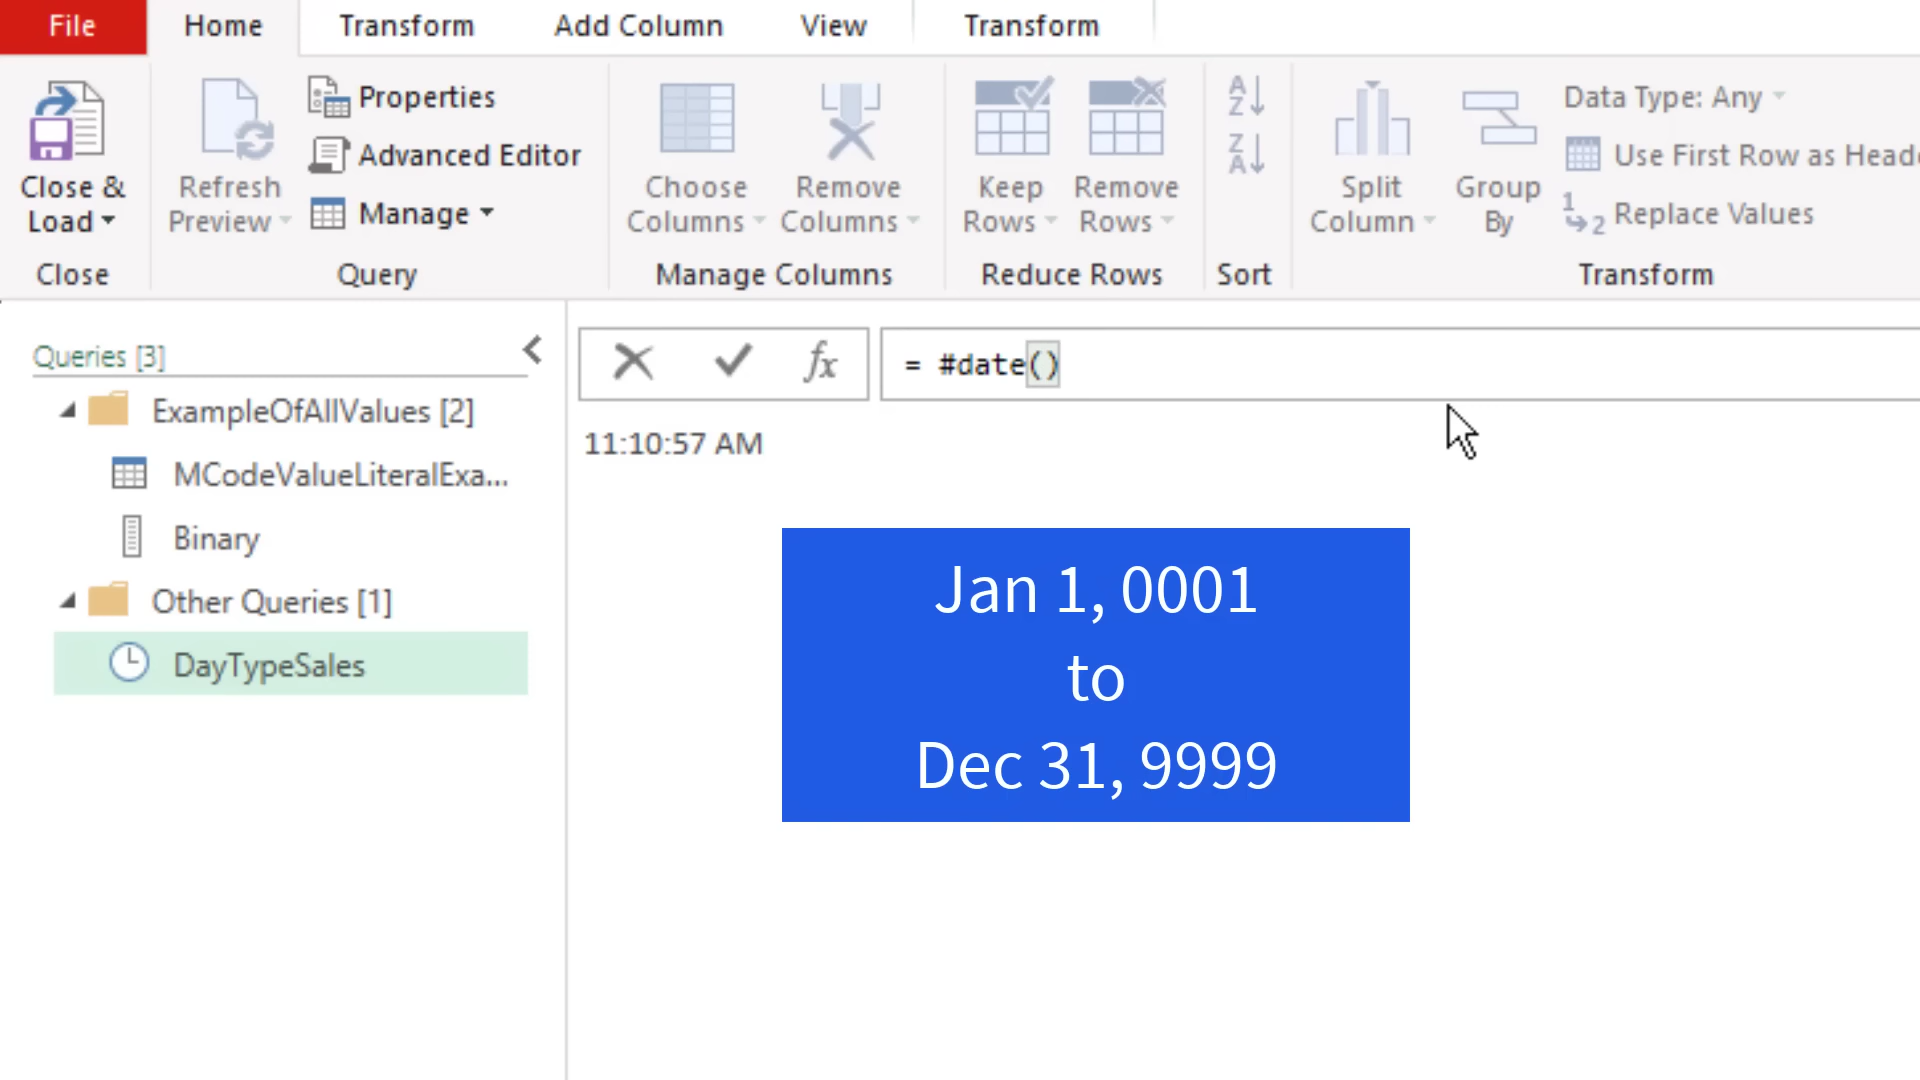 File Home Transform Add Column View Transform
Close & Load
Refresh Preview
Properties
Advanced Editor
Manage
Choose Columns
Remove Columns
Keep Rows
Remove Rows
A Z
Z A
Split Column
Group By
Data Type: Any
Use First Row as Head
1 2 Replace Values
Close Query Manage Columns Reduce Rows Sort Transform
Queries [3]
fx
= #date()
ExampleOfAllValues [2]
MCodeValueLiteralExa...
Binary
Other Queries [1]
DayTypeSales
11:10:57 AM
Jan 1, 0001
to
Dec 31, 9999